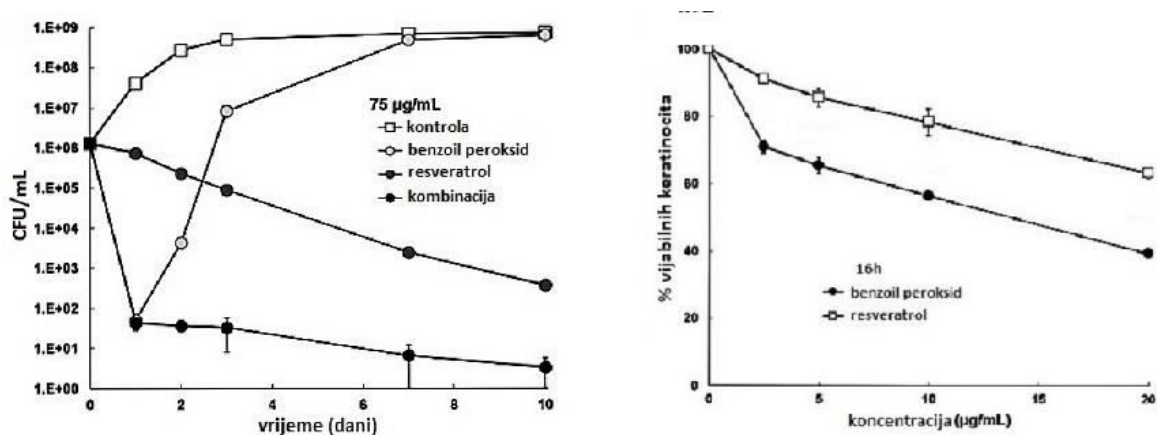 1.E+09
1.E+08
1.E+07
1.E+06
1.E+05
1.E+04
1.E+03
1.E+02
1.E+01
1.E+00
CFU/mL
75 µg/mL
kontrola
benzoil peroksid
resveratrol
kombinacija
0 2 4 6 8 10
vrijeme (dani)
100
80
60
40
20
0
% vijabilnih keratinocita
16h
benzoil peroksid
resveratrol
0 5 10 15 20
koncentracija (µg/mL)